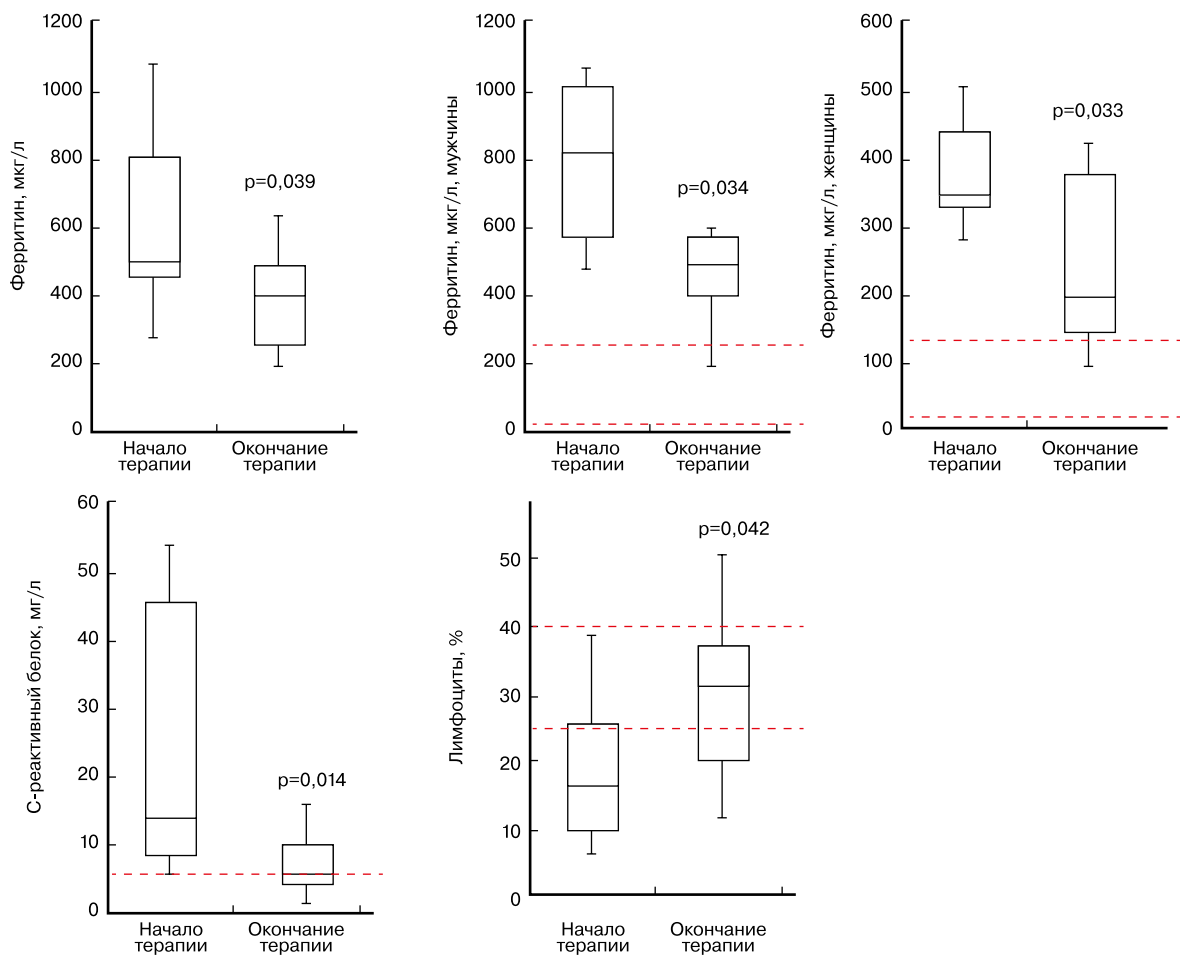 Ферритин, мкг/л
1200
1000
800
600
400
200
0
p=0,039
Начало
терапии
Окончание
терапии
Ферритин, мкг/л, мужчины
1200
1000
800
600
400
200
0
p=0,034
Начало
терапии
Окончание
терапии
Ферритин, мкг/л, женщины
600
500
400
300
200
100
0
p=0,033
Начало
терапии
Окончание
терапии
С-реактивный белок, мг/л
60
50
40
30
20
10
0
p=0,014
Начало
терапии
Окончание
терапии
Лимфоциты, %
50
40
30
20
10
0
p=0,042
Начало
терапии
Окончание
терапии